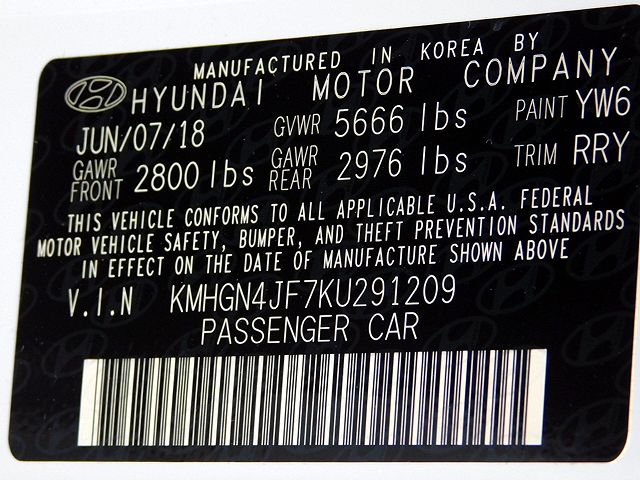 MANUFACTURED IN KOREA BY
HYUNDAI MOTOR COMPANY
JUN/07/18 GVWR 5666 lbs PAINT YW6
GAWR FRONT 2800 lbs GAWR REAR 2976 lbs TRIM RRY
THIS VEHICLE CONFORMS TO ALL APPLICABLE U.S.A. FEDERAL
MOTOR VEHICLE SAFETY, BUMPER, AND THEFT PREVENTION STANDARDS
IN EFFECT ON THE DATE OF MANUFACTURE SHOWN ABOVE
V.I.N KMHGN4JF7KU291209
PASSENGER CAR